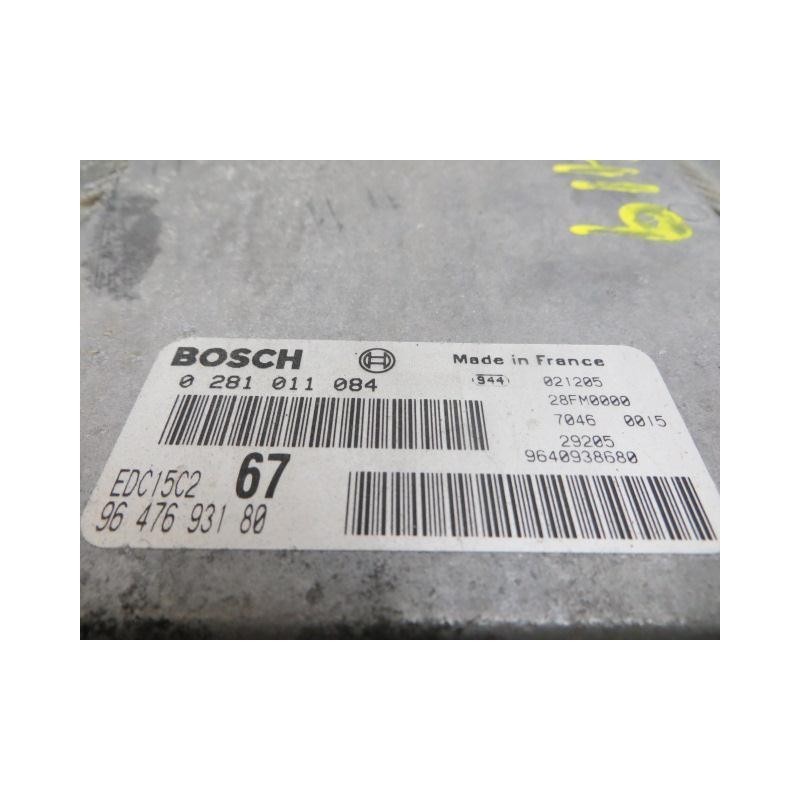 BOSCH
Made in France
0 281 011 084
944
021205
28FM0000
7046 0015
29205
9640938680
EDC15C2 67
96 476 931 80